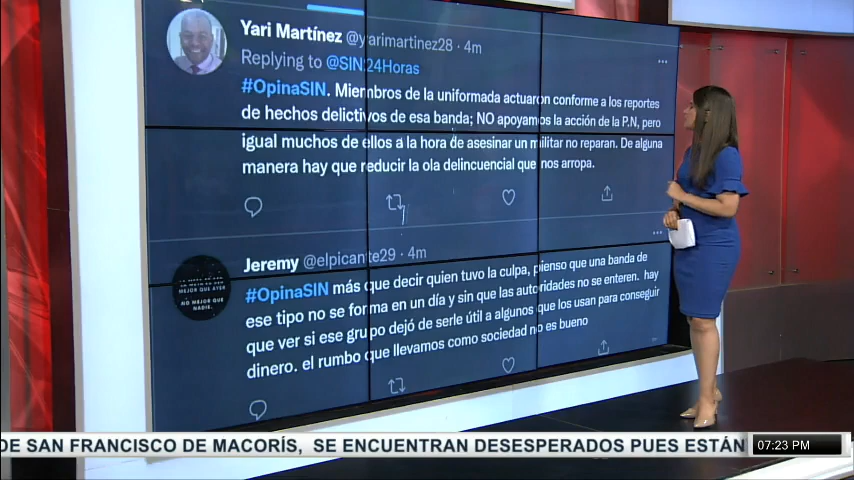 Yari Martínez @yarimartinez28 · 4m
Replying to @SIN24Horas
#OpinaSIN. Miembros de la uniformada actuaron conforme a los reportes
de hechos delictivos de esa banda; NO apoyamos la acción de la P.N, pero
igual muchos de ellos a la hora de asesinar un militar no reparan. De alguna
manera hay que reducir la ola delincuencial que nos arropa.
Jeremy @elpicante29 · 4m
MEJOR QUE AYER
NO MEJOR QUE
NADIE.
#OpinaSIN más que decir quien tuvo la culpa, pienso que una banda de
ese tipo no se forma en un día y sin que las autoridades no se enteren. hay
que ver si ese grupo dejó de serle útil a algunos que los usan para conseguir
dinero. el rumbo que llevamos como sociedad no es bueno
DE SAN FRANCISCO DE MACORÍS, SE ENCUENTRAN DESESPERADOS PUES ESTÁN
07:23 PM